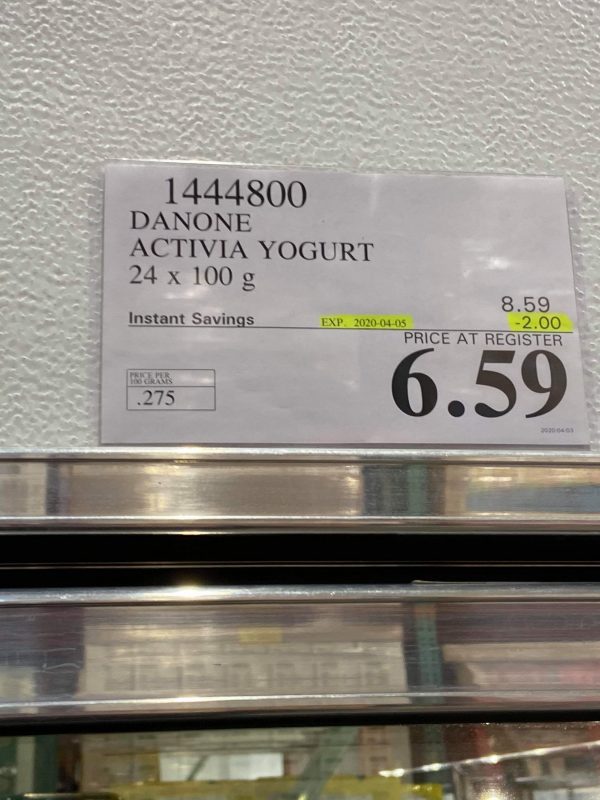 1444800
DANONE
ACTIVIA YOGURT
24 x 100 g
8.59
Instant Savings EXP. 2020-04-05 -2.00
PRICE AT REGISTER
6.59
PRICE PER
100 GRAMS
.275
2020-04-03